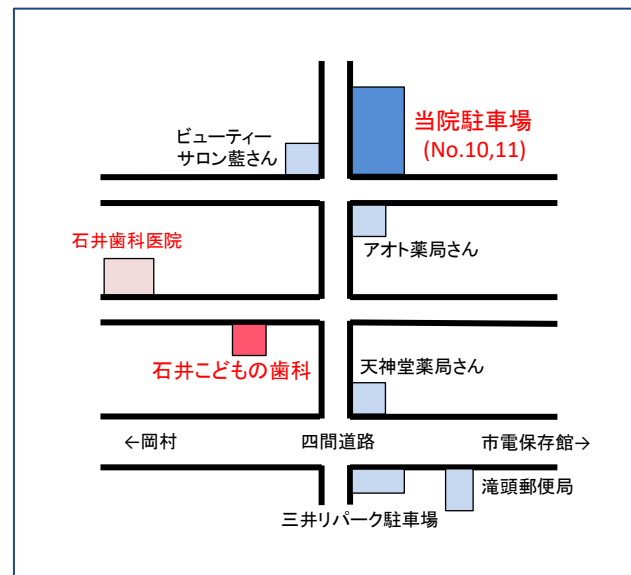 当院駐車場
(No.10,11)
ビューティー
サロン藍さん
石井歯科医院
アオト薬局さん
石井こどもの歯科
天神堂薬局さん
←岡村
四間道路
市電保存館→
滝頭郵便局
三井リパーク駐車場